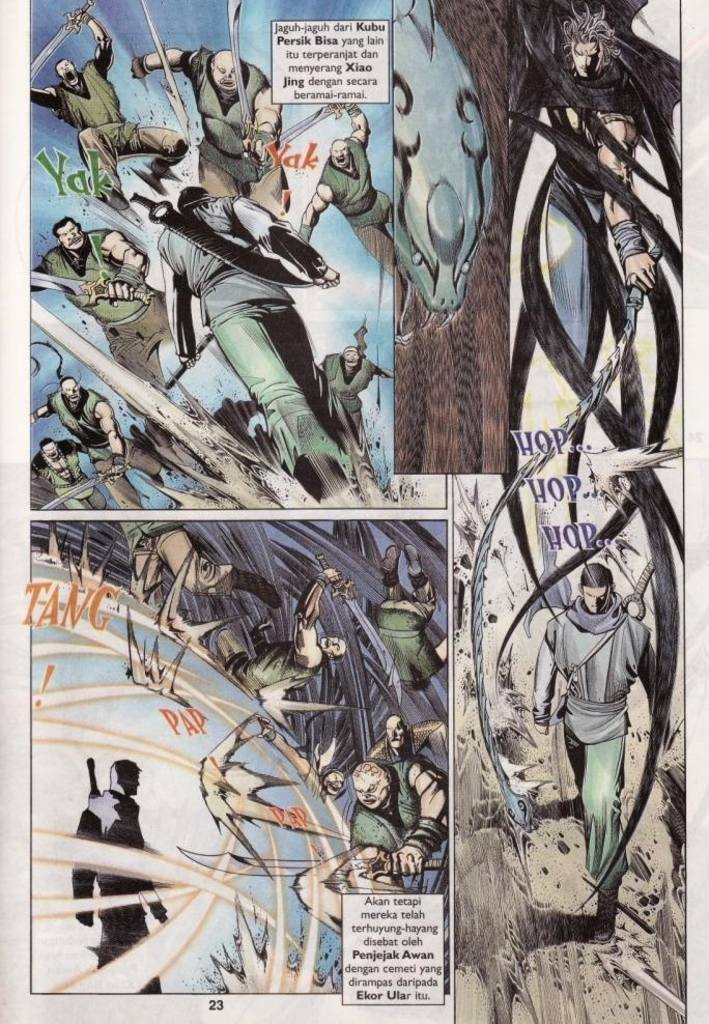 Jaguh-jaguh dari Kubu
Persik Bisa yang lain
itu terperanjat dan
menyerang Xiao
Jing dengan secara
beramai-ramai.
Yak
!
Yak
!
HOP...
HOP...
HOP...
TANG
!
PAP
!
PAP
!
Akan tetapi
mereka telah
terhuyung-hayang
disebat oleh
Penjejak Awan
dengan cemeti yang
dirampas daripada
Ekor Ular itu.
23